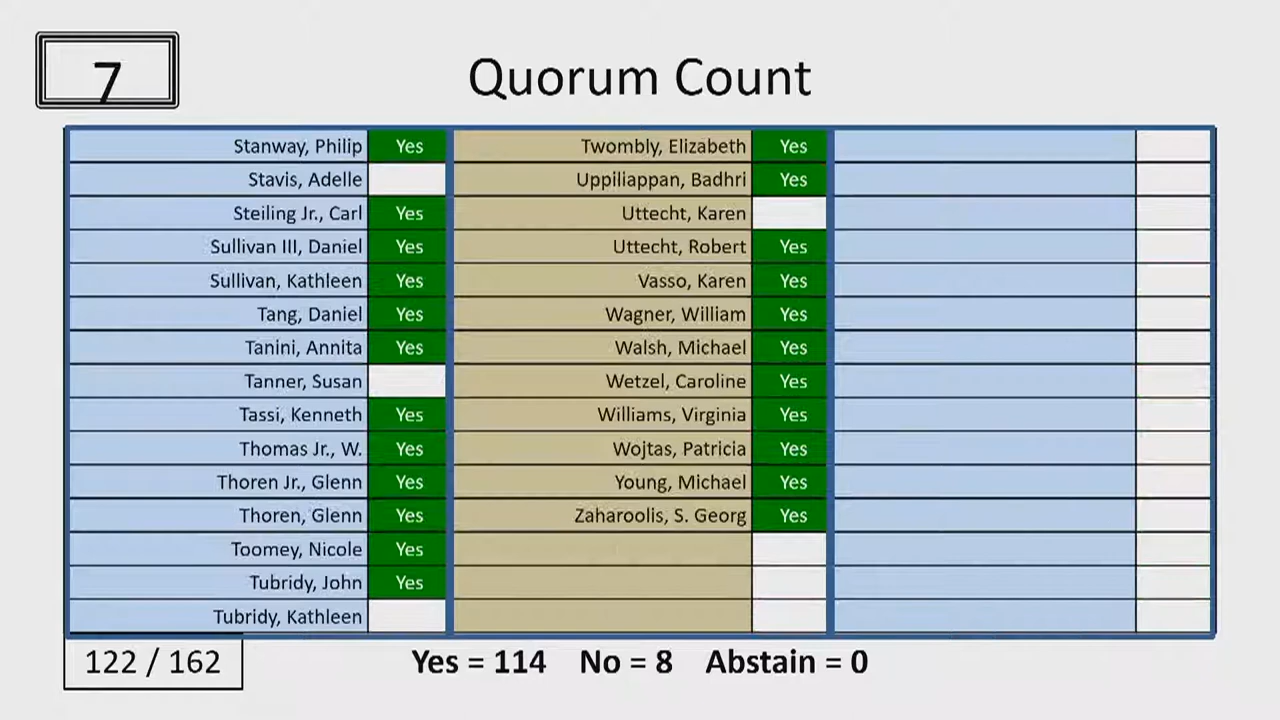 7
Quorum Count
Stanway, Philip Yes
Stavis, Adelle
Steiling Jr., Carl Yes
Sullivan III, Daniel Yes
Sullivan, Kathleen Yes
Tang, Daniel Yes
Tanini, Annita Yes
Tanner, Susan
Tassi, Kenneth Yes
Thomas Jr., W. Yes
Thoren Jr., Glenn Yes
Thoren, Glenn Yes
Toomey, Nicole Yes
Tubridy, John Yes
Tubridy, Kathleen
Twombly, Elizabeth Yes
Uppiliappan, Badhri Yes
Uttecht, Karen
Uttecht, Robert Yes
Vasso, Karen Yes
Wagner, William Yes
Walsh, Michael Yes
Wetzel, Caroline Yes
Williams, Virginia Yes
Wojtas, Patricia Yes
Young, Michael Yes
Zaharoolis, S. Georg Yes
122 / 162
Yes = 114 No = 8 Abstain = 0